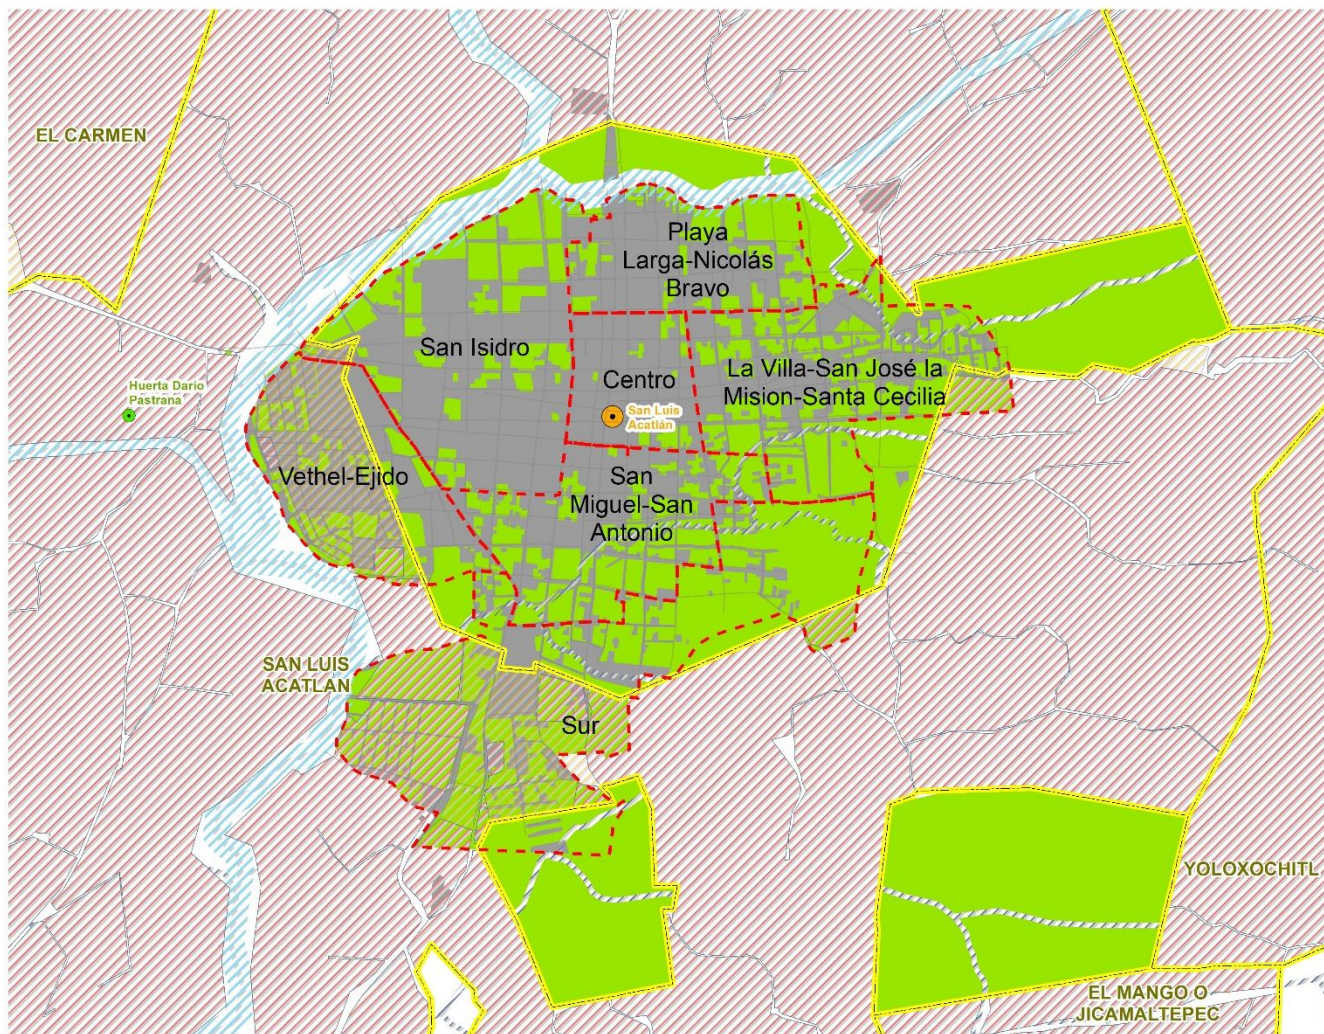 EL CARMEN
Playa
Larga-Nicolás
Bravo
San Isidro
Centro
La Villa-San José la
Mision-Santa Cecilia
Huerta Dario
Pastrana
San Luis
Acatlán
Vethel-Ejido
San
Miguel-San
Antonio
SAN LUIS
ACATLAN
Sur
YOLOXOCHITL
EL MANGO O
JICAMALTEPEC